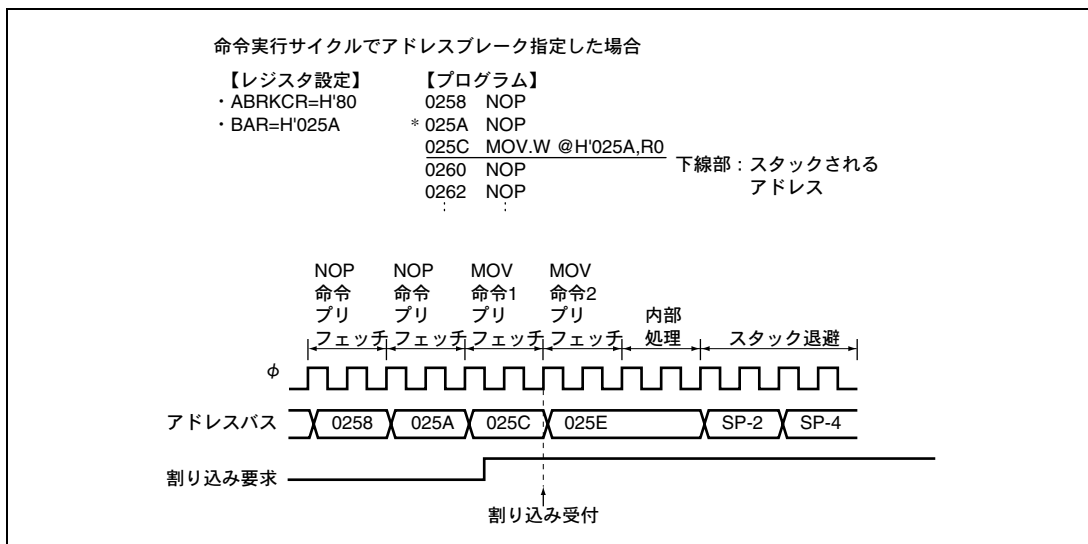 命令実行サイクルでアドレスブレーク指定した場合
【レジスタ設定】 【プログラム】
・ABRKCR=H'80 0258 NOP
・BAR=H'025A *025A NOP
025C MOV.W @H'025A,R0
0260 NOP
0262 NOP
下線部:スタックされる
アドレス
NOP NOP MOV MOV
命令 命令 命令1 命令2
プリ プリ プリ プリ 内部
フェッチ フェッチ フェッチ フェッチ 処理 スタック退避
φ
アドレスバス 0258 025A 025C 025E SP-2 SP-4
割り込み要求
割り込み受付